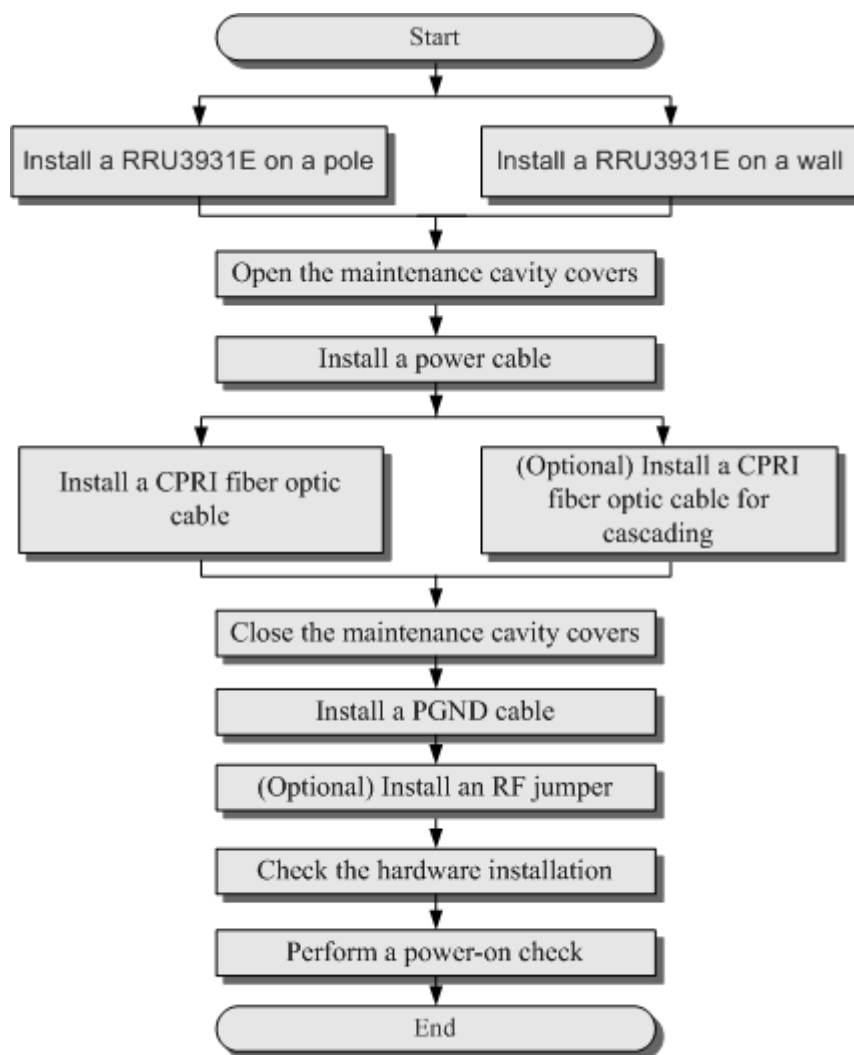 Start
Install a RRU3931E on a pole
Install a RRU3931E on a wall
Open the maintenance cavity covers
Install a power cable
Install a CPRI fiber optic
cable
(Optional) Install a CPRI
fiber optic cable for
cascading
Close the maintenance cavity covers
Install a PGND cable
(Optional) Install an RF jumper
Check the hardware installation
Perform a power-on check
End